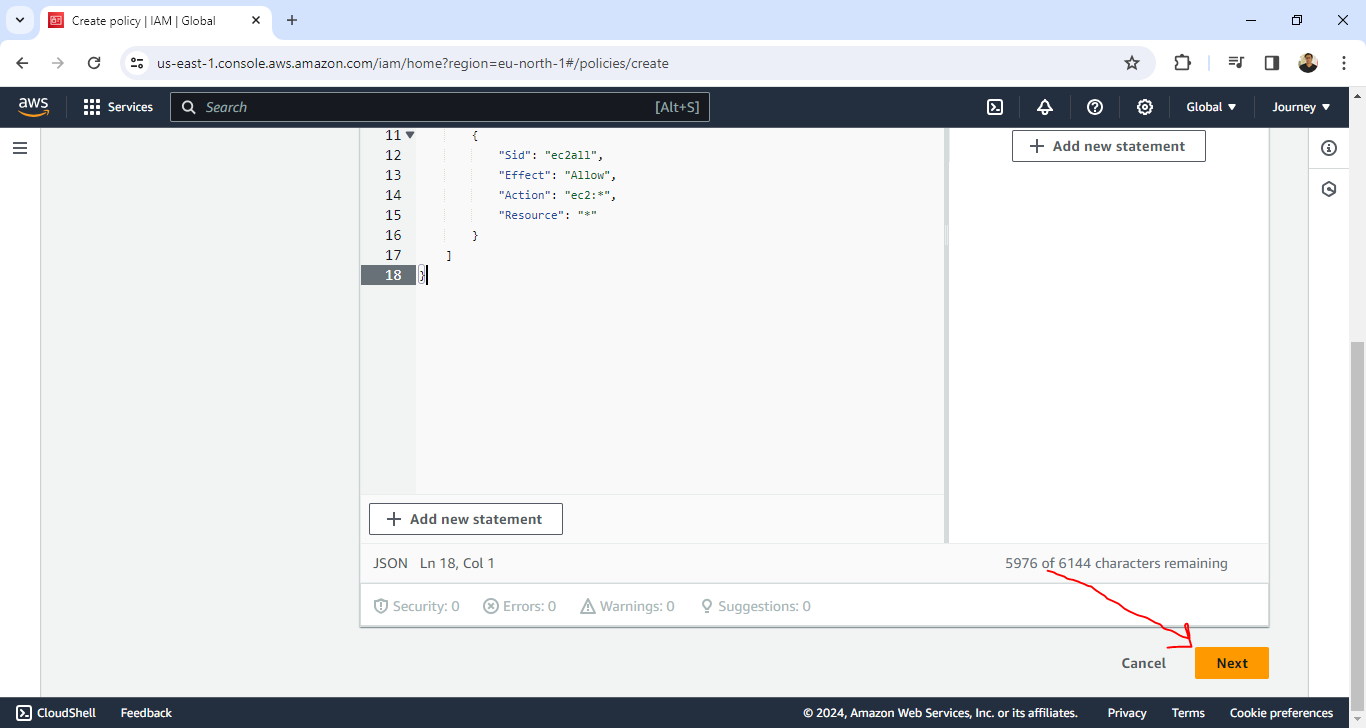 Create policy | IAM | Global
us-east-1.console.aws.amazon.com/iam/home?region=eu-north-1#/policies/create
aws Services Search [Alt+S] Global Journey
11 {
12 "Sid": "ec2all",
13 "Effect": "Allow",
14 "Action": "ec2:*",
15 "Resource": "*"
16 }
17 ]
18 }
+ Add new statement
+ Add new statement
JSON Ln 18, Col 1 5976 of 6144 characters remaining
Security: 0 Errors: 0 Warnings: 0 Suggestions: 0
Cancel Next
CloudShell Feedback © 2024, Amazon Web Services, Inc. or its affiliates. Privacy Terms Cookie preferences